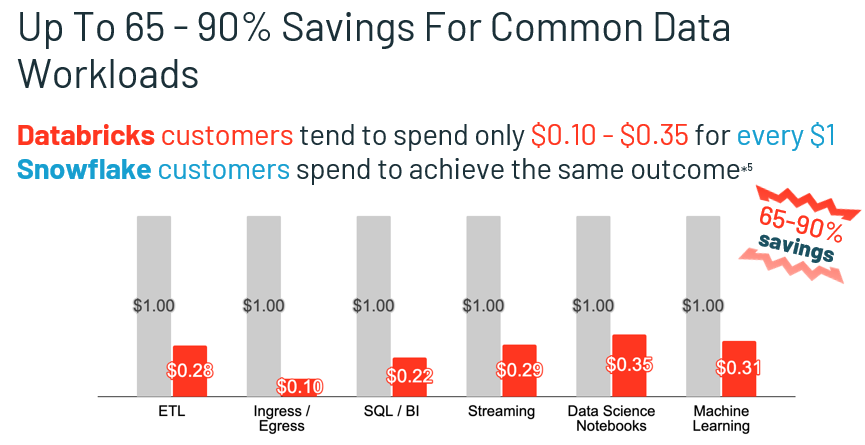 Up To 65 - 90% Savings For Common Data
Workloads
Databricks customers tend to spend only $0.10 - $0.35 for every $1
Snowflake customers spend to achieve the same outcome*5
65-90%
savings
$1.00 $1.00 $1.00 $1.00 $1.00 $1.00
$0.28 $0.10 $0.22 $0.29 $0.35 $0.31
ETL Ingress / SQL / BI Streaming Data Science Machine
Egress Notebooks Learning